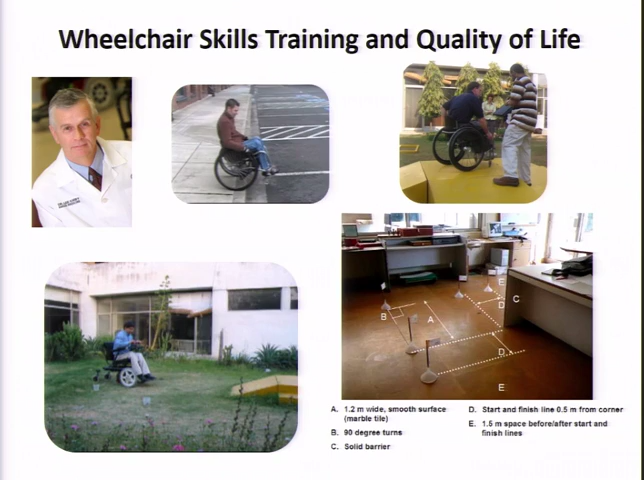 Wheelchair Skills Training and Quality of Life
B
A
E
D
C
D
E
A. 1.2 m wide, smooth surface
(marble tile)
B. 90 degree turns
C. Solid barrier
D. Start and finish line 0.5 m from corner
E. 1.5 m space before/after start and
finish lines